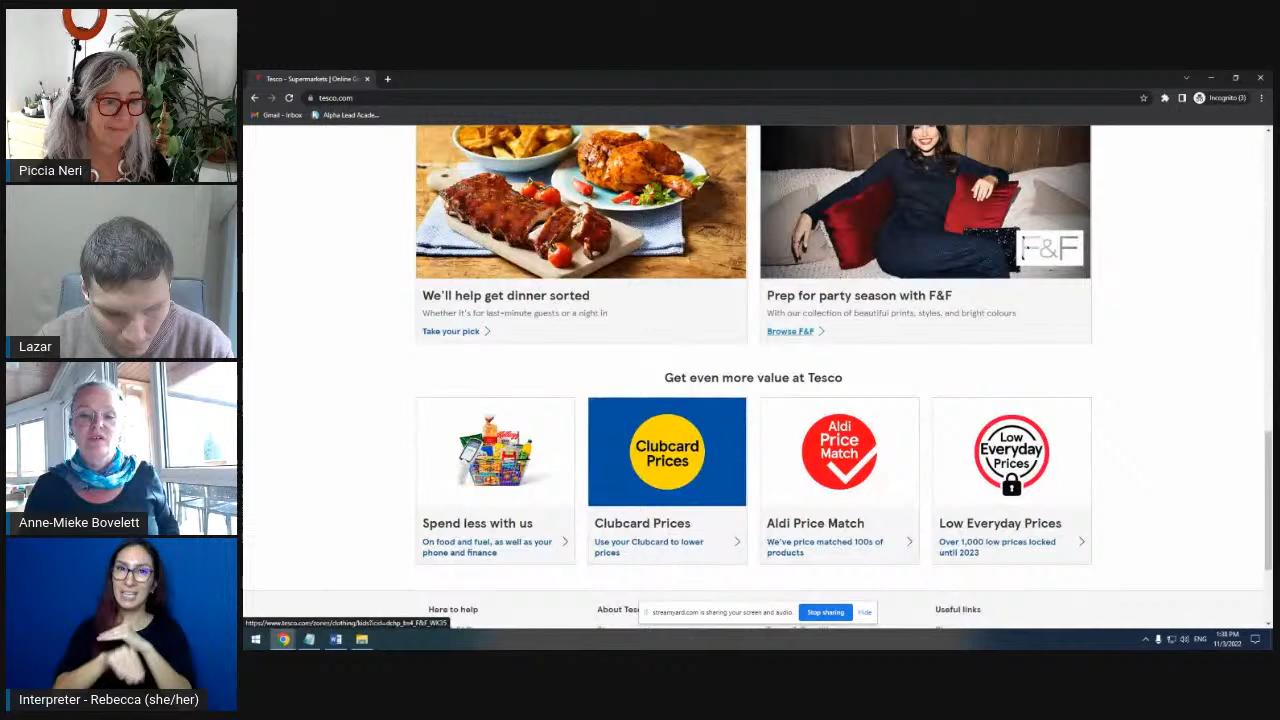 Piccia Neri
Lazar
Anne-Mieke Bovelett
Interpreter - Rebecca (she/her)
Tesco - Supermarkets | Online G
tesco.com
Incognito (3)
Gmail - Inbox
Alpha Lead Acade...
F&F
We'll help get dinner sorted
Whether it's for last-minute guests or a night in
Take your pick
Prep for party season with F&F
With our collection of beautiful prints, styles, and bright colours
Browse F&F
Get even more value at Tesco
Clubcard
Prices
Aldi
Price
Match
Low
Everyday
Prices
Spend less with us
On food and fuel, as well as your
phone and finance
Clubcard Prices
Use your Clubcard to lower
prices
Aldi Price Match
We've price matched 100s of
products
Low Everyday Prices
Over 1,000 low prices locked
until 2023
Here to help
About Tes
Useful links
streamyard.com is sharing your screen and audio.
Stop sharing
Hide
ENG
1:38 PM
11/3/2022